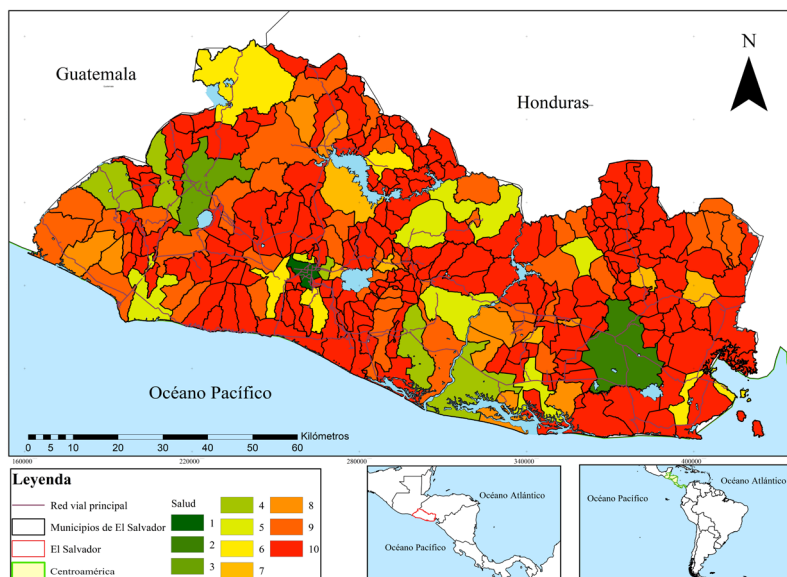 Guatemala
Honduras
N
Océano Pacífico
0 5 10 20 30 40 50 60 Kilómetros
160000 220000 280000 340000 400000
Leyenda
Red vial principal
Municipios de El Salvador
El Salvador
Centroamérica
Salud
1
2
3
4
5
6
7
8
9
10
Océano Atlántico
Océano Pacífico
Océano Atlántico
Océano Pacífico